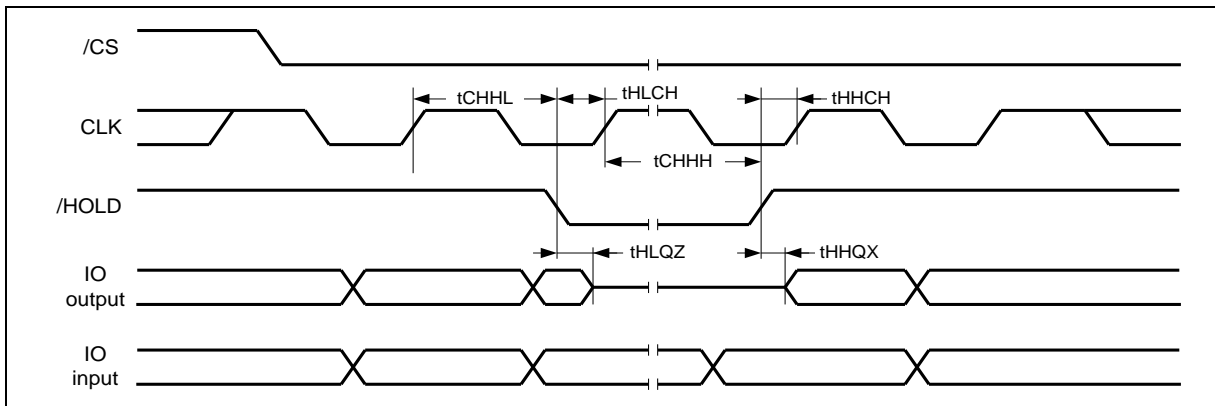 /CS
tCHHL
tHLCH
tHHCH
CLK
tCHHH
/HOLD
tHLQZ
tHHQX
IO
output
IO
input